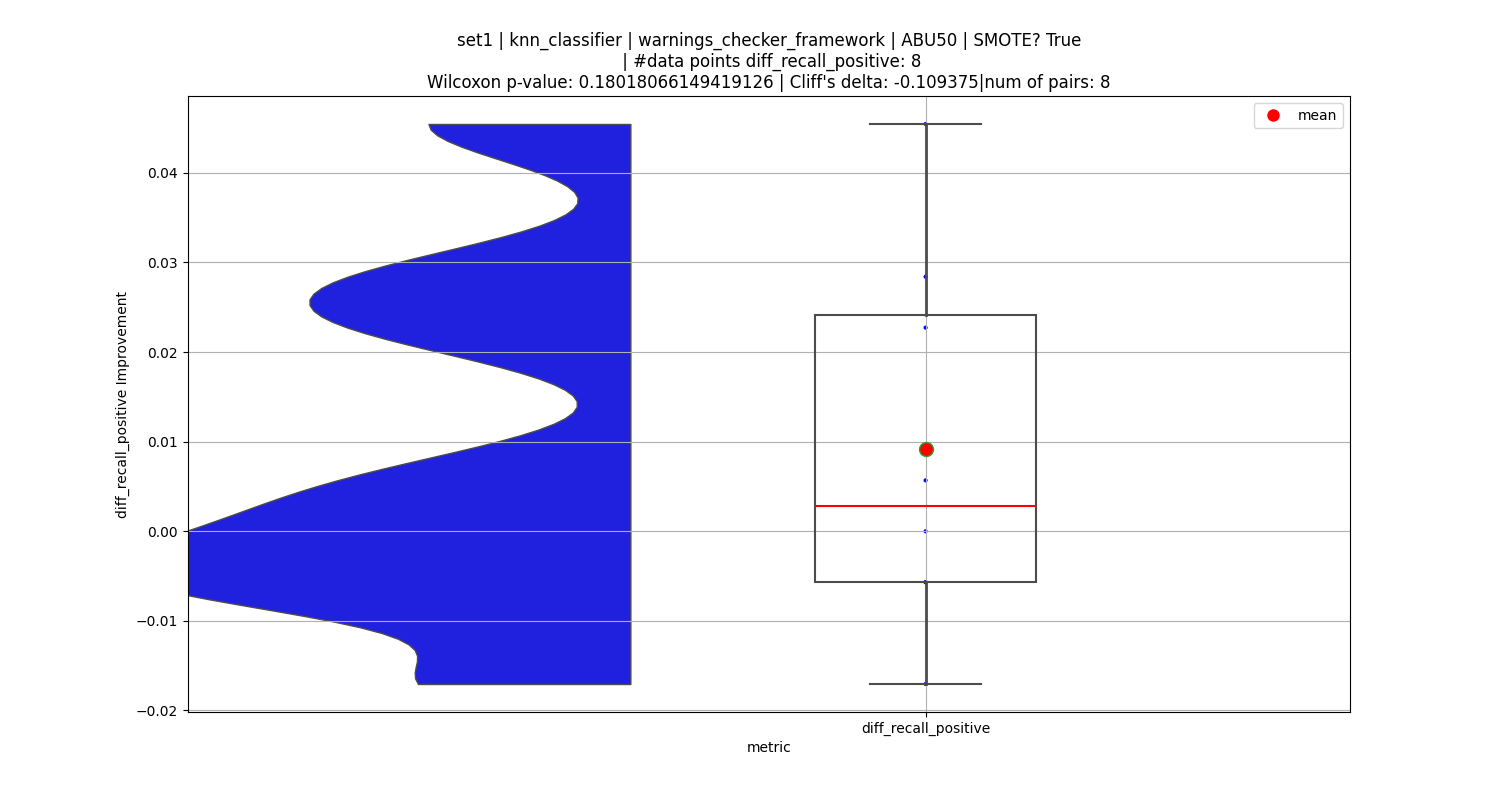 set1 | knn_classifier | warnings_checker_framework | ABU50 | SMOTE? True
| #data points diff_recall_positive: 8
Wilcoxon p-value: 0.18018066149419126 | Cliff's delta: -0.109375|num of pairs: 8
mean
0.04
0.03
0.02
0.01
0.00
−0.01
−0.02
diff_recall_positive Improvement
diff_recall_positive
metric